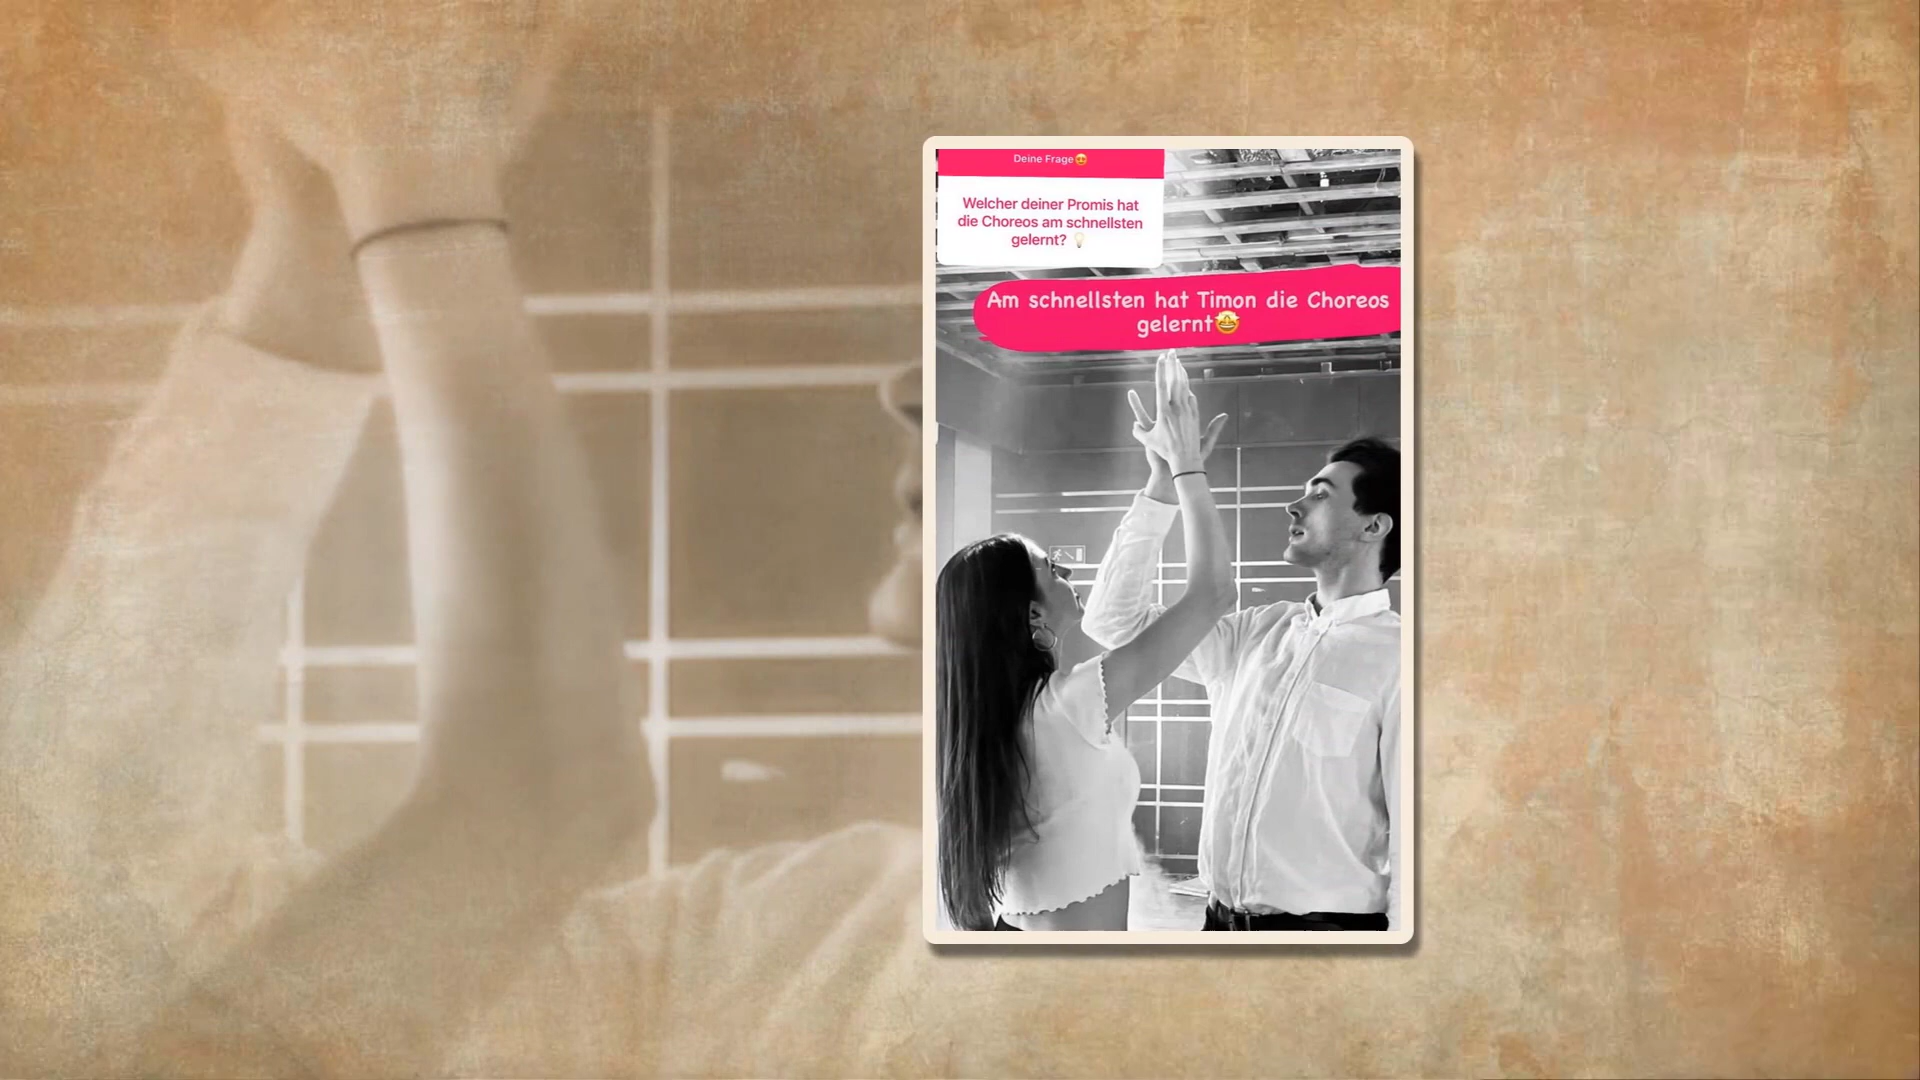 Deine Frage😍
Welcher deiner Promis hat
die Choreos am schnellsten
gelernt? 💡
Am schnellsten hat Timon die Choreos
gelernt🤩